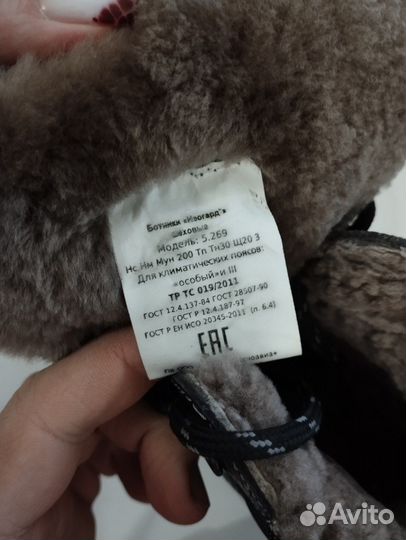 Ботинки «Изогард»
меховые
Модель: 5.269
Нс Нм Мун 200 Тп Тн30 Щ20 З
Для климатических поясов:
«особый»и III
ТР ТС 019/2011
ГОСТ 12.4.137-84 ГОСТ 28507-90
ГОСТ Р 12.4.187-97
ГОСТ Р ЕН ИСО 20345-2011 (п. 6.4)
EAC
Avito